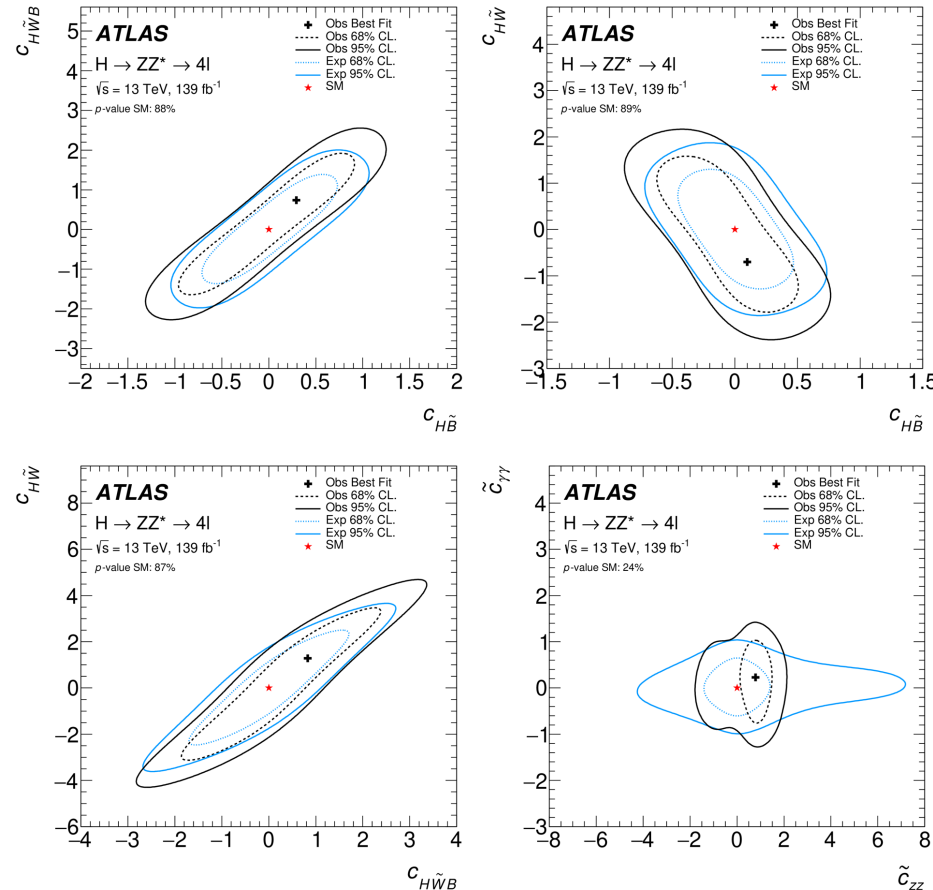 c_{HW̃B}
ATLAS
H → ZZ* → 4l
√s = 13 TeV, 139 fb⁻¹
p-value SM: 88%
Obs Best Fit
Obs 68% CL.
Obs 95% CL.
Exp 68% CL.
Exp 95% CL.
SM
5
4
3
2
1
0
−1
−2
−3
−2 −1.5 −1 −0.5 0 0.5 1 1.5 2
c_{HB̃}
c_{HW̃}
ATLAS
H → ZZ* → 4l
√s = 13 TeV, 139 fb⁻¹
p-value SM: 89%
Obs Best Fit
Obs 68% CL.
Obs 95% CL.
Exp 68% CL.
Exp 95% CL.
SM
4
3
2
1
0
−1
−2
−3
−1.5 −1 −0.5 0 0.5 1 1.5
c_{HB̃}
c_{HW̃}
ATLAS
H → ZZ* → 4l
√s = 13 TeV, 139 fb⁻¹
p-value SM: 87%
Obs Best Fit
Obs 68% CL.
Obs 95% CL.
Exp 68% CL.
Exp 95% CL.
SM
8
6
4
2
0
−2
−4
−6
−4 −3 −2 −1 0 1 2 3 4
c_{HW̃B}
c̃_{γγ}
ATLAS
H → ZZ* → 4l
√s = 13 TeV, 139 fb⁻¹
p-value SM: 24%
Obs Best Fit
Obs 68% CL.
Obs 95% CL.
Exp 68% CL.
Exp 95% CL.
SM
4
3
2
1
0
−1
−2
−3
−8 −6 −4 −2 0 2 4 6 8
c̃_{zz}